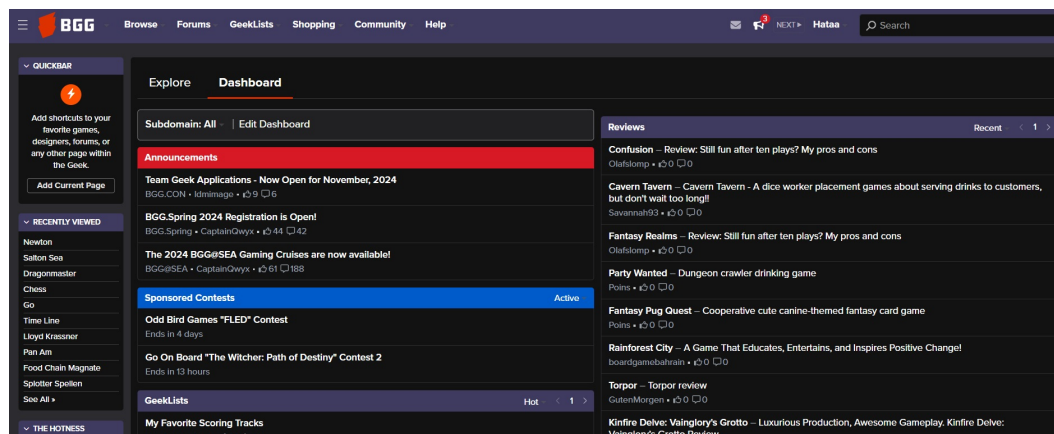 BGG
Browse
Forums
GeekLists
Shopping
Community
Help
3
NEXT
Hataa
Search
QUICKBAR
Add shortcuts to your
favorite games,
designers, forums, or
any other page within
the Geek.
Add Current Page
RECENTLY VIEWED
Newton
Salton Sea
Dragonmaster
Chess
Go
Time Line
Lloyd Krassner
Pan Am
Food Chain Magnate
Splotter Spellen
See All »
THE HOTNESS
Explore
Dashboard
Subdomain: All | Edit Dashboard
Announcements
Team Geek Applications - Now Open for November, 2024
BGG.CON • ldmimage • 9 6
BGG.Spring 2024 Registration is Open!
BGG.Spring • CaptainQwyx • 44 42
The 2024 BGG@SEA Gaming Cruises are now available!
BGG@SEA • CaptainQwyx • 61 188
Sponsored Contests Active
Odd Bird Games "FLED" Contest
Ends in 4 days
Go On Board "The Witcher: Path of Destiny" Contest 2
Ends in 13 hours
GeekLists Hot < 1 >
My Favorite Scoring Tracks
Reviews Recent < 1 >
Confusion – Review: Still fun after ten plays? My pros and cons
Olafslomp • 0 0
Cavern Tavern – Cavern Tavern - A dice worker placement games about serving drinks to customers,
but don't wait too long!!
Savannah93 • 0 0
Fantasy Realms – Review: Still fun after ten plays? My pros and cons
Olafslomp • 0 0
Party Wanted – Dungeon crawler drinking game
Poins • 0 0
Fantasy Pug Quest – Cooperative cute canine-themed fantasy card game
Poins • 0 0
Rainforest City – A Game That Educates, Entertains, and Inspires Positive Change!
boardgamebahrain • 0 0
Torpor – Torpor review
GutenMorgen • 0 0
Kinfire Delve: Vainglory's Grotto – Luxurious Production, Awesome Gameplay. Kinfire Delve:
Vainglory's Grotto Review